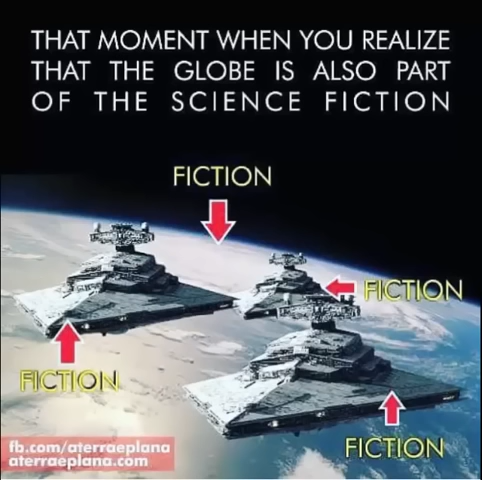 THAT MOMENT WHEN YOU REALIZE
THAT THE GLOBE IS ALSO PART
OF THE SCIENCE FICTION
FICTION
FICTION
FICTION
FICTION
fb.com/aterraeplana
aterraeplana.com